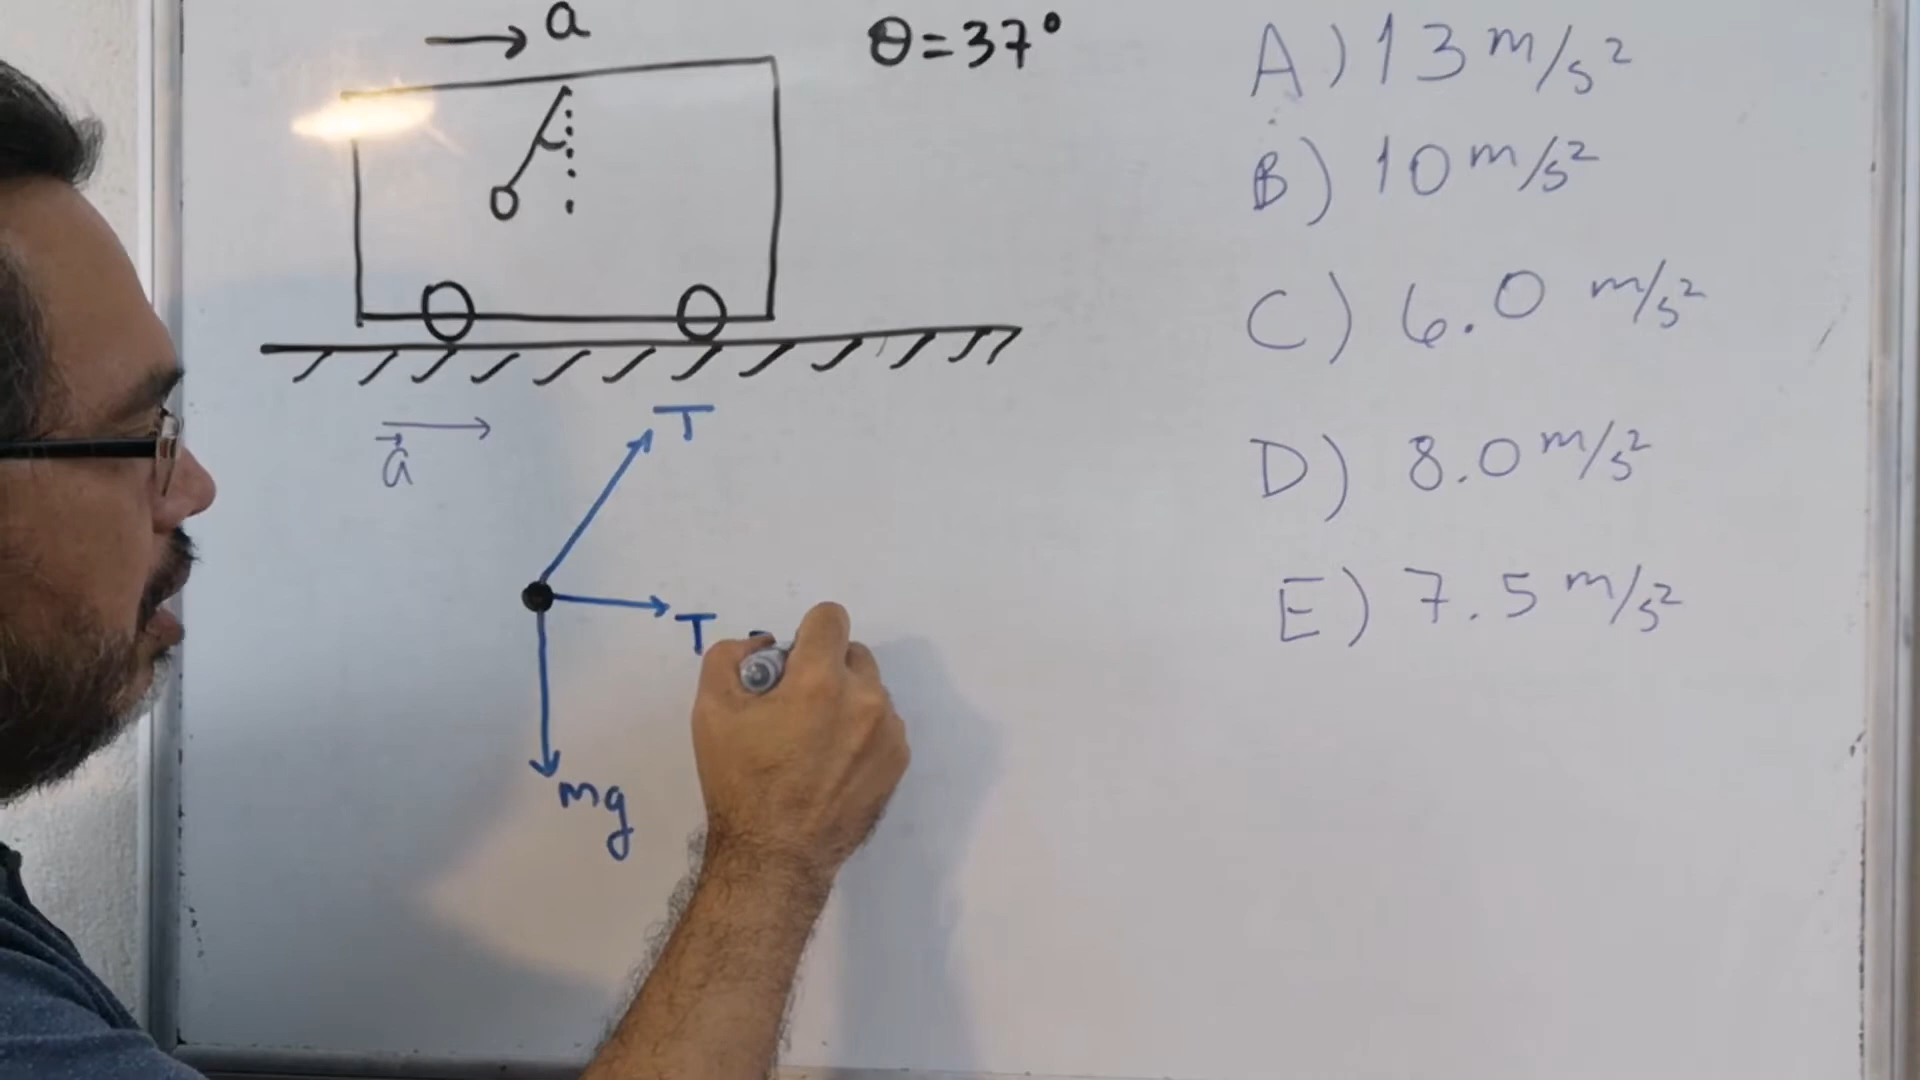 a
θ = 37°
A) 13 m/s²
B) 10 m/s²
C) 6.0 m/s²
D) 8.0 m/s²
E) 7.5 m/s²
a⃗
T
T
mg